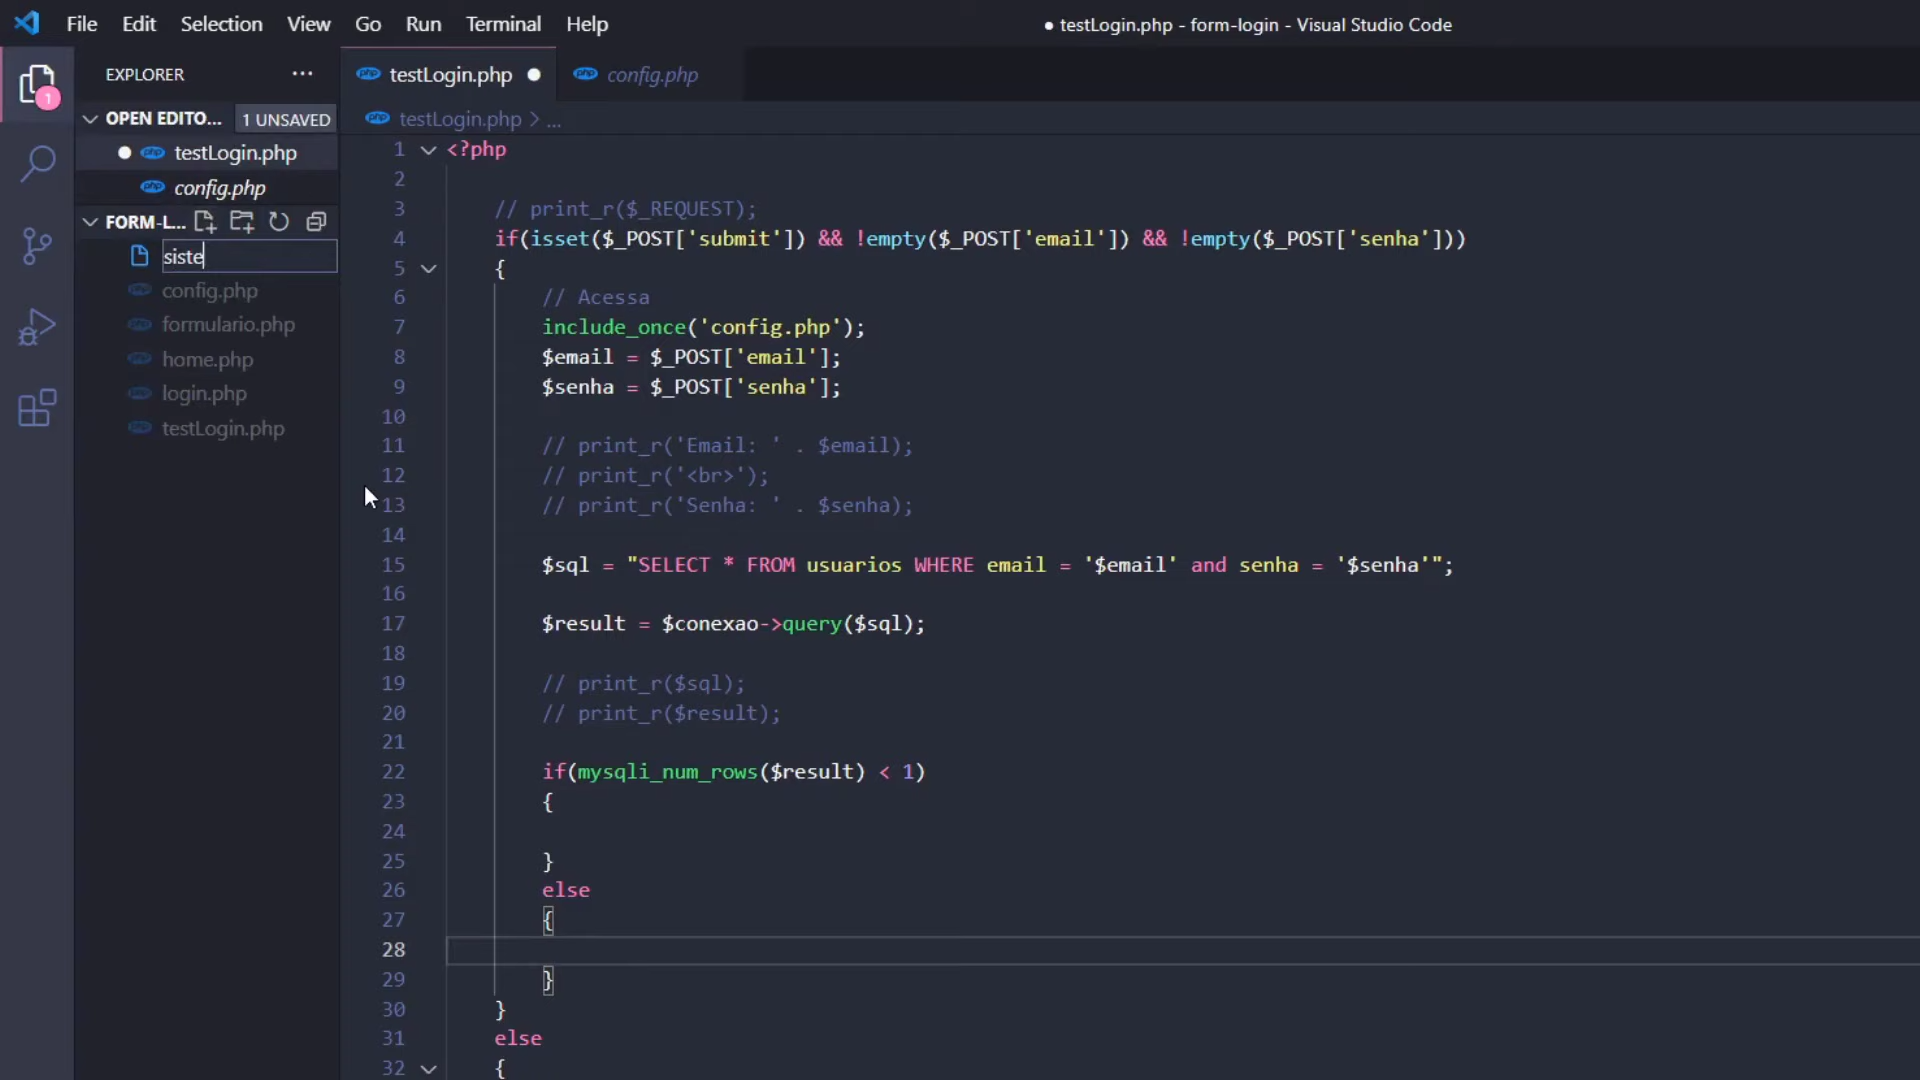 File Edit Selection View Go Run Terminal Help
● testLogin.php - form-login - Visual Studio Code
EXPLORER ...
testLogin.php ●
config.php
1
OPEN EDITO... 1 UNSAVED
testLogin.php > ...
testLogin.php
config.php
FORM-L...
siste
config.php
formulario.php
home.php
login.php
testLogin.php
1 <?php
2
3 // print_r($_REQUEST);
4 if(isset($_POST['submit']) && !empty($_POST['email']) && !empty($_POST['senha']))
5 {
6 // Acessa
7 include_once('config.php');
8 $email = $_POST['email'];
9 $senha = $_POST['senha'];
10
11 // print_r('Email: ' . $email);
12 // print_r('<br>');
13 // print_r('Senha: ' . $senha);
14
15 $sql = "SELECT * FROM usuarios WHERE email = '$email' and senha = '$senha'";
16
17 $result = $conexao->query($sql);
18
19 // print_r($sql);
20 // print_r($result);
21
22 if(mysqli_num_rows($result) < 1)
23 {
24
25 }
26 else
27 {
28
29 }
30 }
31 else
32 {